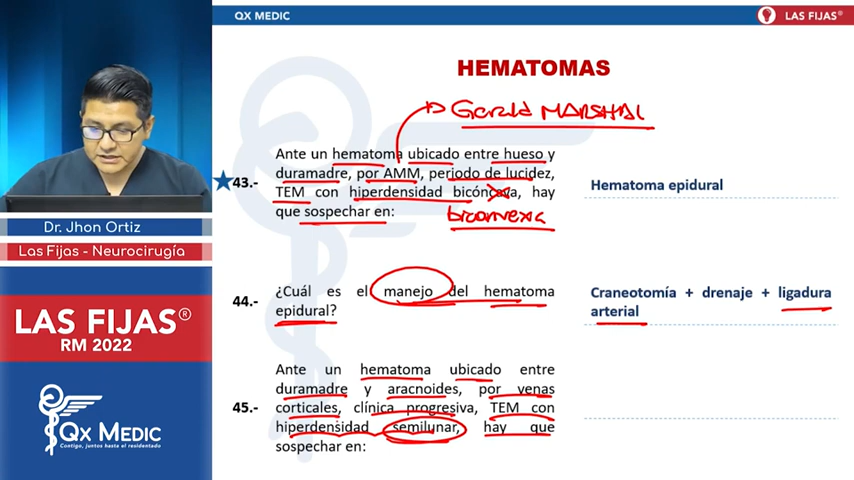 QX MEDIC
LAS FIJAS®
HEMATOMAS
Gerald MARSHAL
Ante un hematoma ubicado entre hueso y
duramadre, por AMM, periodo de lucidez,
43.- TEM con hiperdensidad bicóncava, hay
que sospechar en:
biconvexa
Hematoma epidural
Dr. Jhon Ortiz
Las Fijas - Neurocirugía
¿Cuál es el manejo del hematoma
44.- epidural?
Craneotomía + drenaje + ligadura
arterial
LAS FIJAS®
RM 2022
Ante un hematoma ubicado entre
duramadre y aracnoides, por venas
45.- corticales, clínica progresiva, TEM con
hiperdensidad semilunar, hay que
sospechar en:
QX MEDIC
Contigo, juntos hasta el residentado